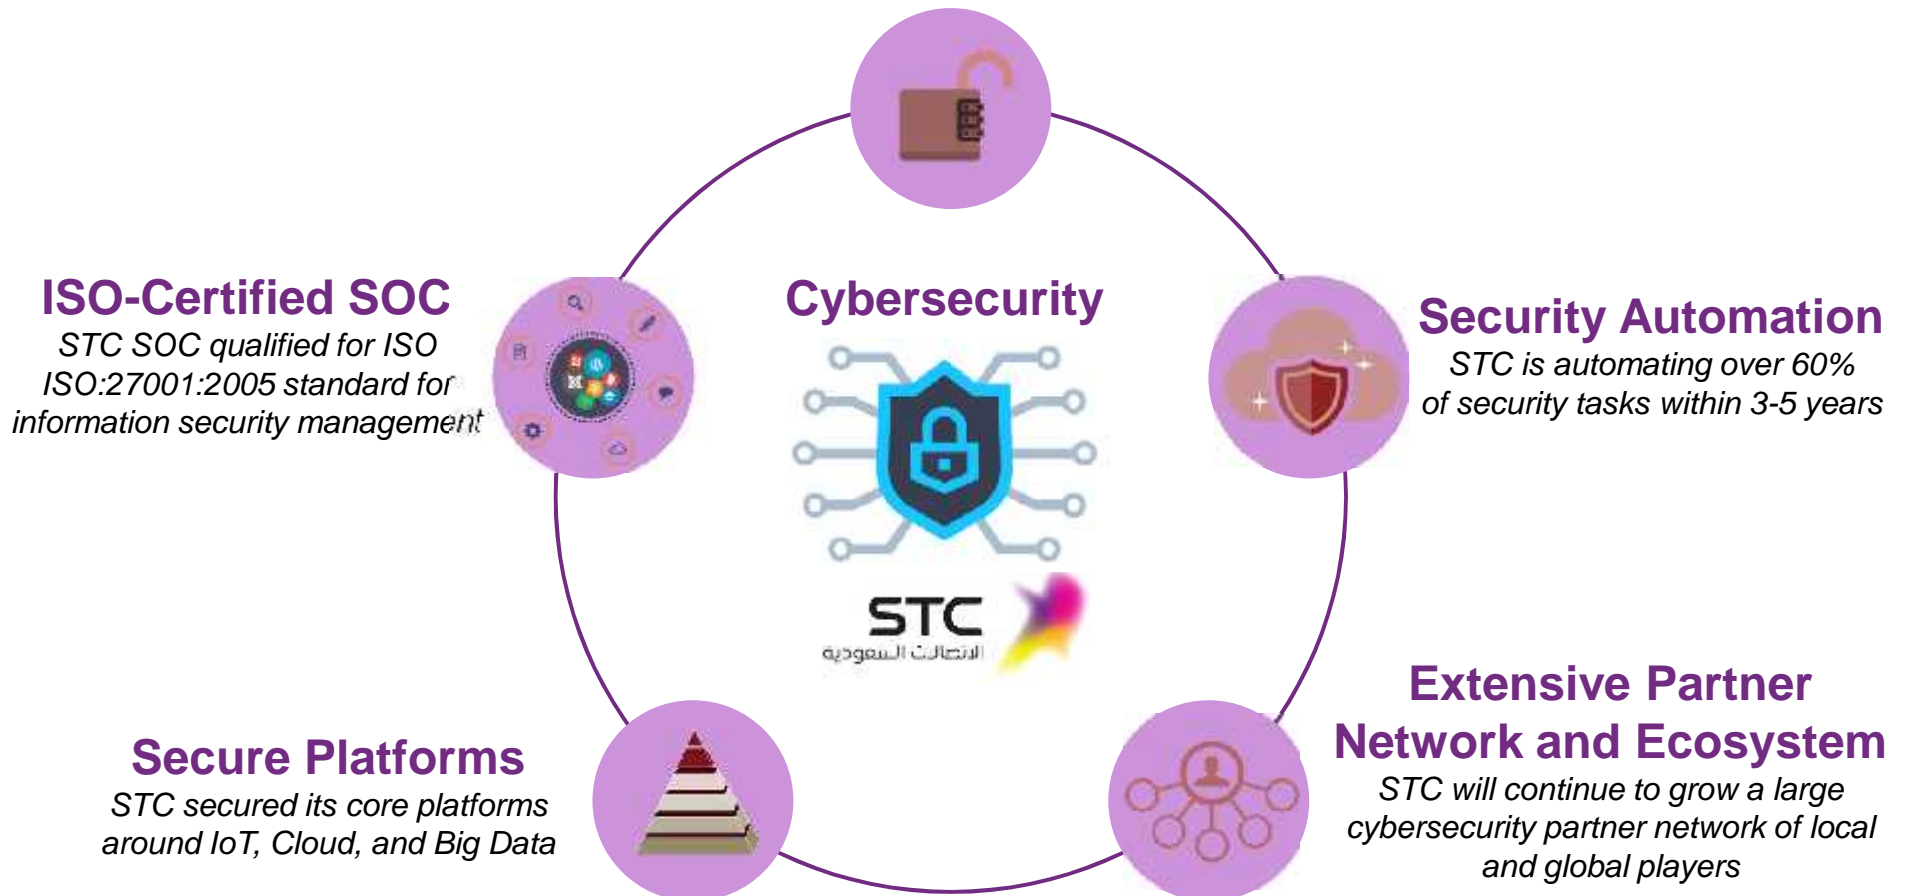 Cybersecurity
STC
الاتصالات السعودية
ISO-Certified SOC
STC SOC qualified for ISO
ISO:27001:2005 standard for
information security management
Security Automation
STC is automating over 60%
of security tasks within 3-5 years
Secure Platforms
STC secured its core platforms
around IoT, Cloud, and Big Data
Extensive Partner
Network and Ecosystem
STC will continue to grow a large
cybersecurity partner network of local
and global players